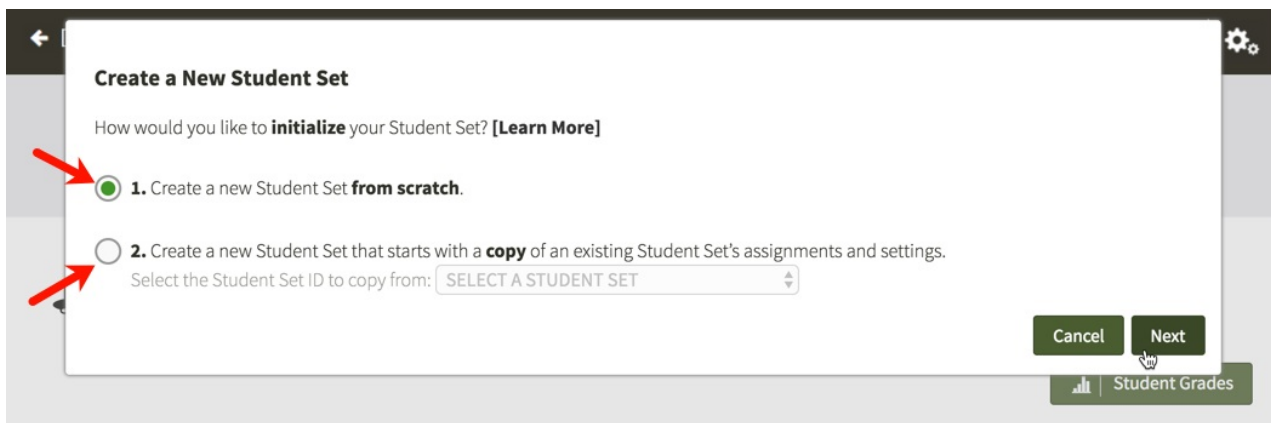 Create a New Student Set
How would you like to initialize your Student Set? [Learn More]
1. Create a new Student Set from scratch.
2. Create a new Student Set that starts with a copy of an existing Student Set's assignments and settings.
Select the Student Set ID to copy from: SELECT A STUDENT SET
Cancel Next
Student Grades